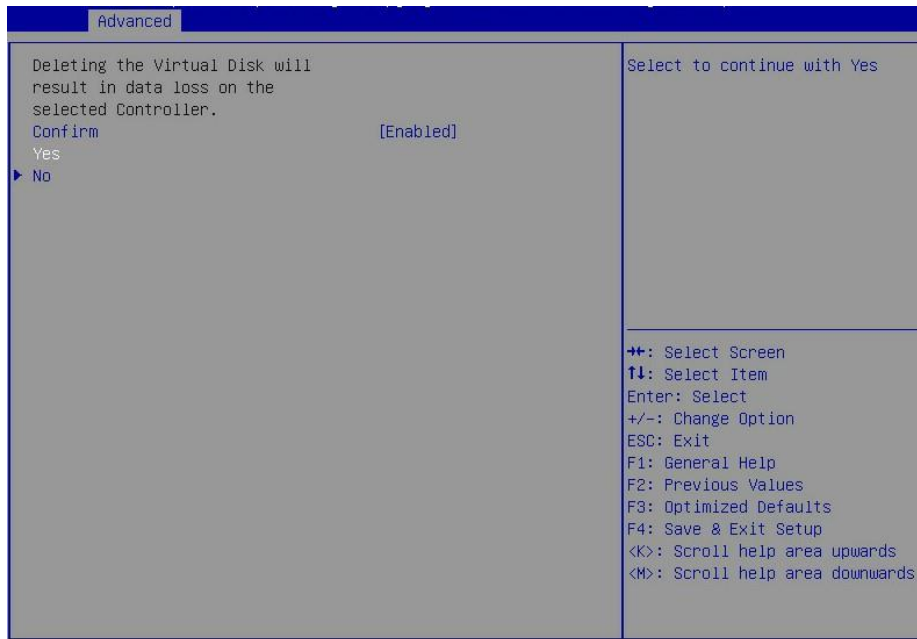 Advanced
Deleting the Virtual Disk will
result in data loss on the
selected Controller.
Confirm [Enabled]
Yes
No
Select to continue with Yes
→←: Select Screen
↑↓: Select Item
Enter: Select
+/-: Change Option
ESC: Exit
F1: General Help
F2: Previous Values
F3: Optimized Defaults
F4: Save & Exit Setup
<K>: Scroll help area upwards
<M>: Scroll help area downwards